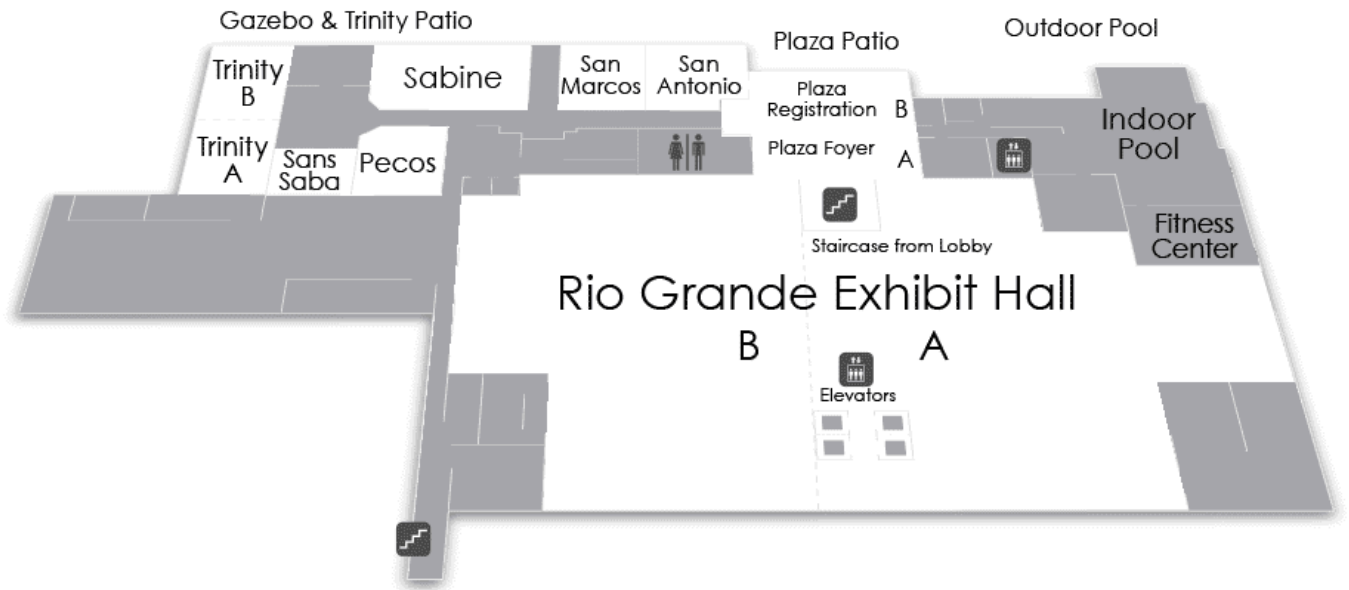 Gazebo & Trinity Patio
Plaza Patio
Outdoor Pool
Trinity
B
Sabine
San
Marcos
San
Antonio
Plaza
Registration
B
Indoor
Pool
Trinity
A
Sans
Saba
Pecos
Plaza Foyer
A
Fitness
Center
Staircase from Lobby
Rio Grande Exhibit Hall
B
A
Elevators